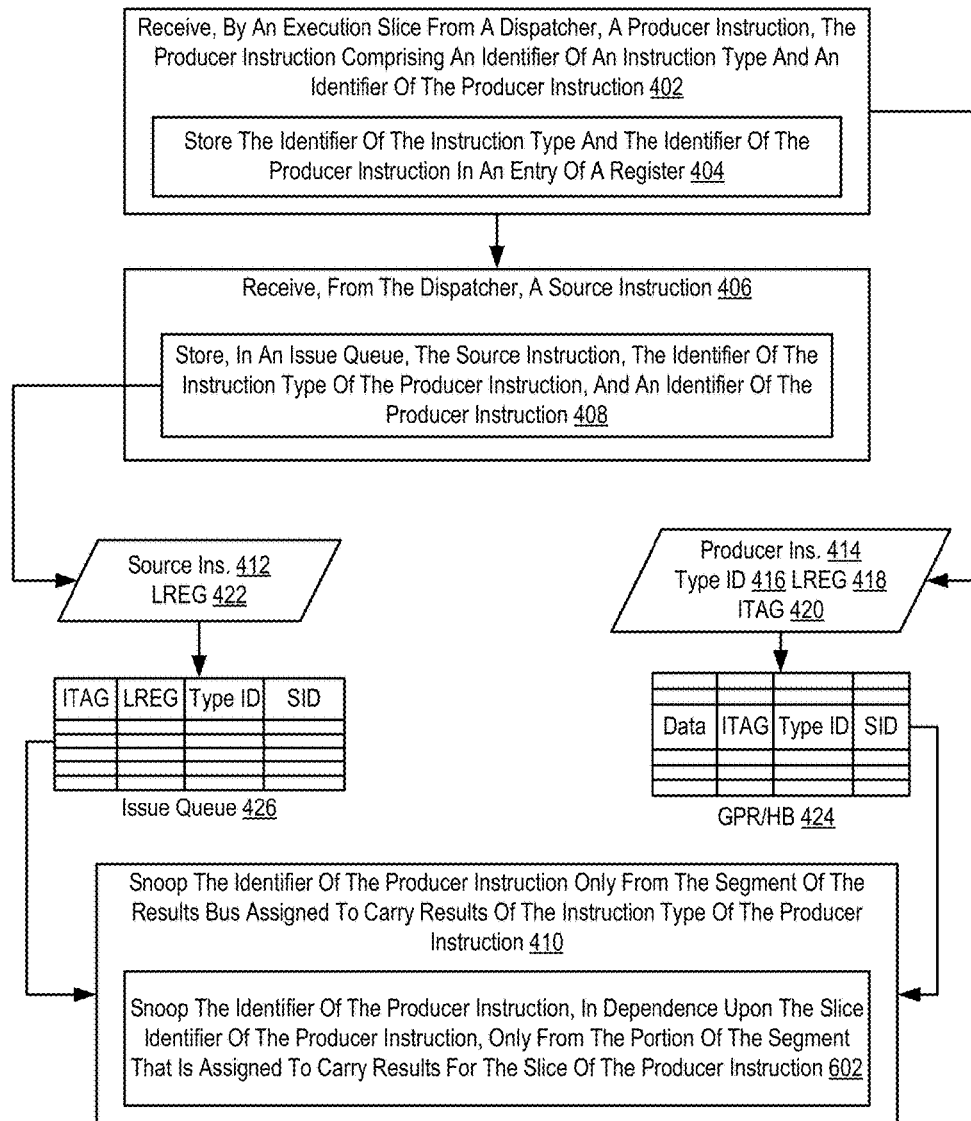 Receive, By An Execution Slice From A Dispatcher, A Producer Instruction, The
Producer Instruction Comprising An Identifier Of An Instruction Type And An
Identifier Of The Producer Instruction 402
Store The Identifier Of The Instruction Type And The Identifier Of The
Producer Instruction In An Entry Of A Register 404
Receive, From The Dispatcher, A Source Instruction 406
Store, In An Issue Queue, The Source Instruction, The Identifier Of The
Instruction Type Of The Producer Instruction, And An Identifier Of The
Producer Instruction 408
Source Ins. 412
LREG 422
Producer Ins. 414
Type ID 416 LREG 418
ITAG 420
ITAG LREG Type ID SID
Issue Queue 426
Data ITAG Type ID SID
GPR/HB 424
Snoop The Identifier Of The Producer Instruction Only From The Segment Of The
Results Bus Assigned To Carry Results Of The Instruction Type Of The Producer
Instruction 410
Snoop The Identifier Of The Producer Instruction, In Dependence Upon The Slice
Identifier Of The Producer Instruction, Only From The Portion Of The Segment
That Is Assigned To Carry Results For The Slice Of The Producer Instruction 602